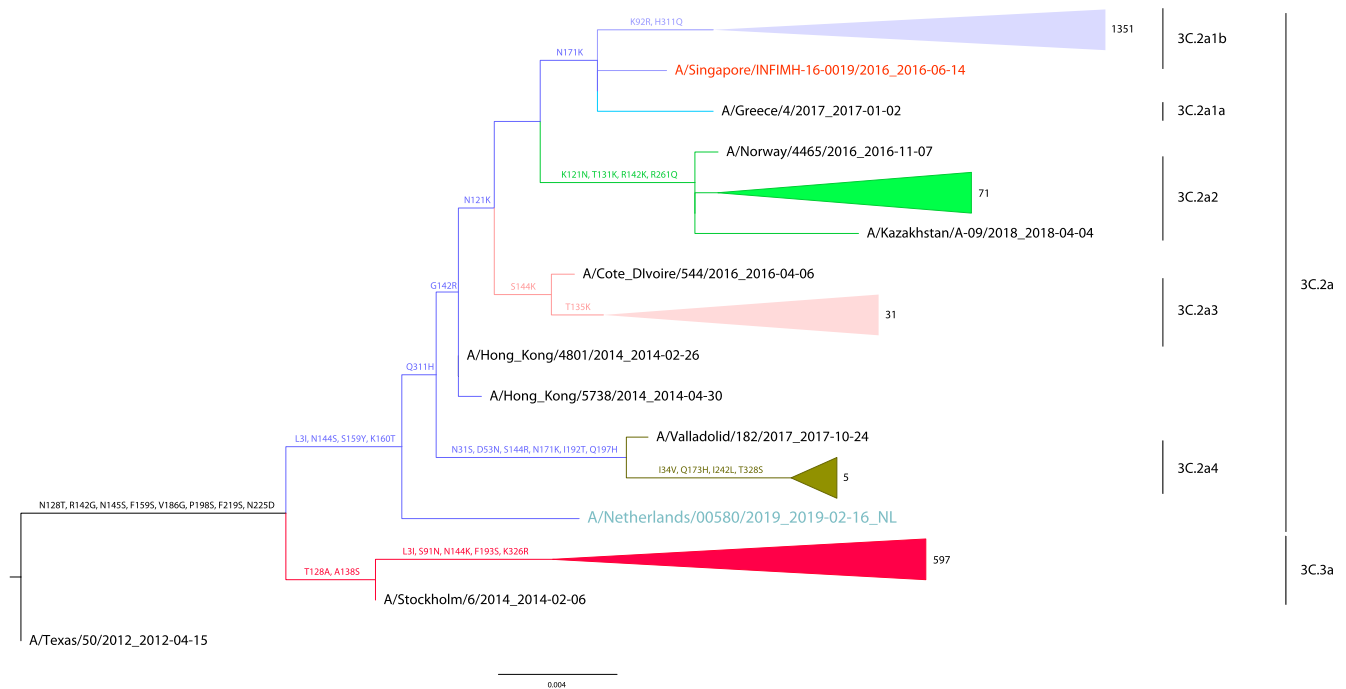 K92R, H311Q
1351
3C.2a1b
N171K
A/Singapore/INFIMH-16-0019/2016_2016-06-14
A/Greece/4/2017_2017-01-02
3C.2a1a
A/Norway/4465/2016_2016-11-07
K121N, T131K, R142K, R261Q
71
3C.2a2
N121K
A/Kazakhstan/A-09/2018_2018-04-04
A/Cote_DIvoire/544/2016_2016-04-06
3C.2a
G142R
S144K
T135K
31
3C.2a3
A/Hong_Kong/4801/2014_2014-02-26
Q311H
A/Hong_Kong/5738/2014_2014-04-30
L3I, N144S, S159Y, K160T
A/Valladolid/182/2017_2017-10-24
N31S, D53N, S144R, N171K, I192T, Q197H
I34V, Q173H, I242L, T328S
5
3C.2a4
N128T, R142G, N145S, F159S, V186G, P198S, F219S, N225D
A/Netherlands/00580/2019_2019-02-16_NL
L3I, S91N, N144K, F193S, K326R
597
T128A, A138S
3C.3a
A/Stockholm/6/2014_2014-02-06
A/Texas/50/2012_2012-04-15
0.004